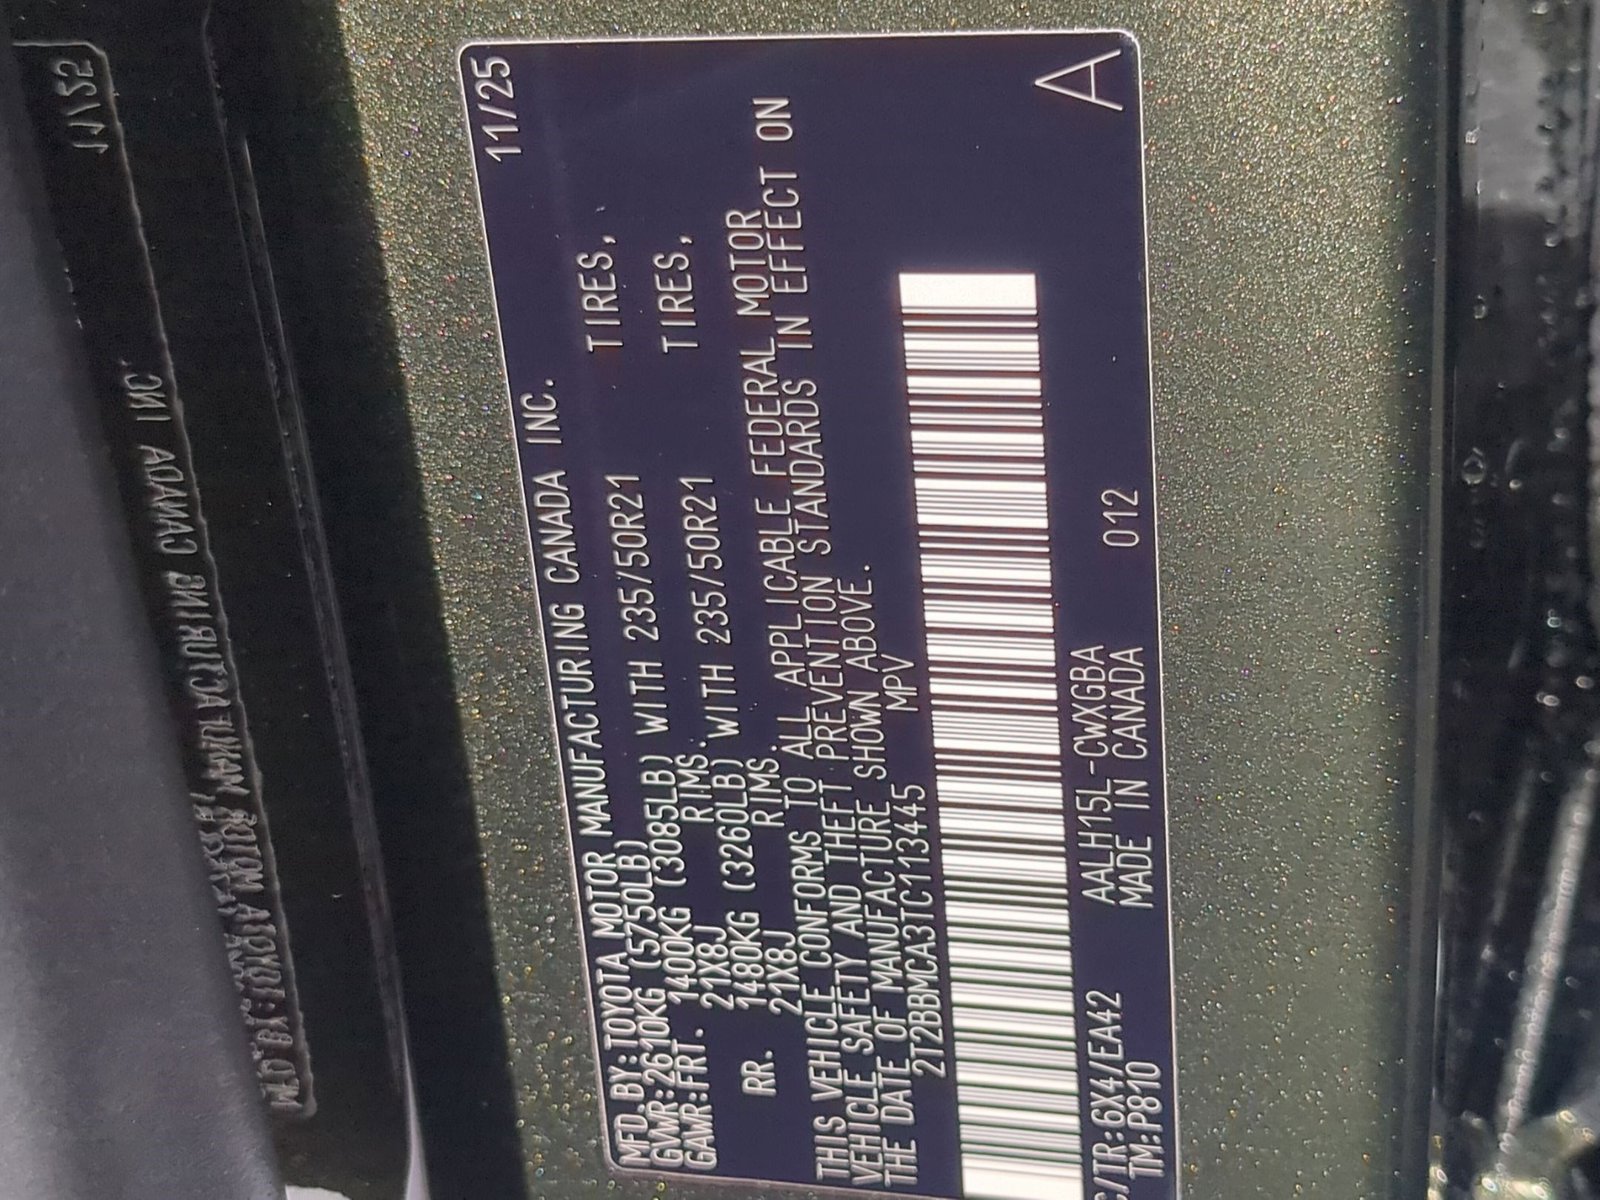 MFD.BY:TOYOTA MOTOR MANUFACTURING CANADA INC. 11/25
GVWR:2610KG (5750LB)
GAWR:FRT. 1400KG (3085LB) WITH 235/50R21 TIRES,
21X8J RIMS.
RR. 1480KG (3260LB) WITH 235/50R21 TIRES,
21X8J RIMS.
THIS VEHICLE CONFORMS TO ALL APPLICABLE FEDERAL MOTOR
VEHICLE SAFETY AND THEFT PREVENTION STANDARDS IN EFFECT ON
THE DATE OF MANUFACTURE SHOWN ABOVE.
2T2BBMCA3TC113445 MPV
AALH15L-CWXGBA 012 A
C/TR:6X4/EA42 MADE IN CANADA
TM:P810